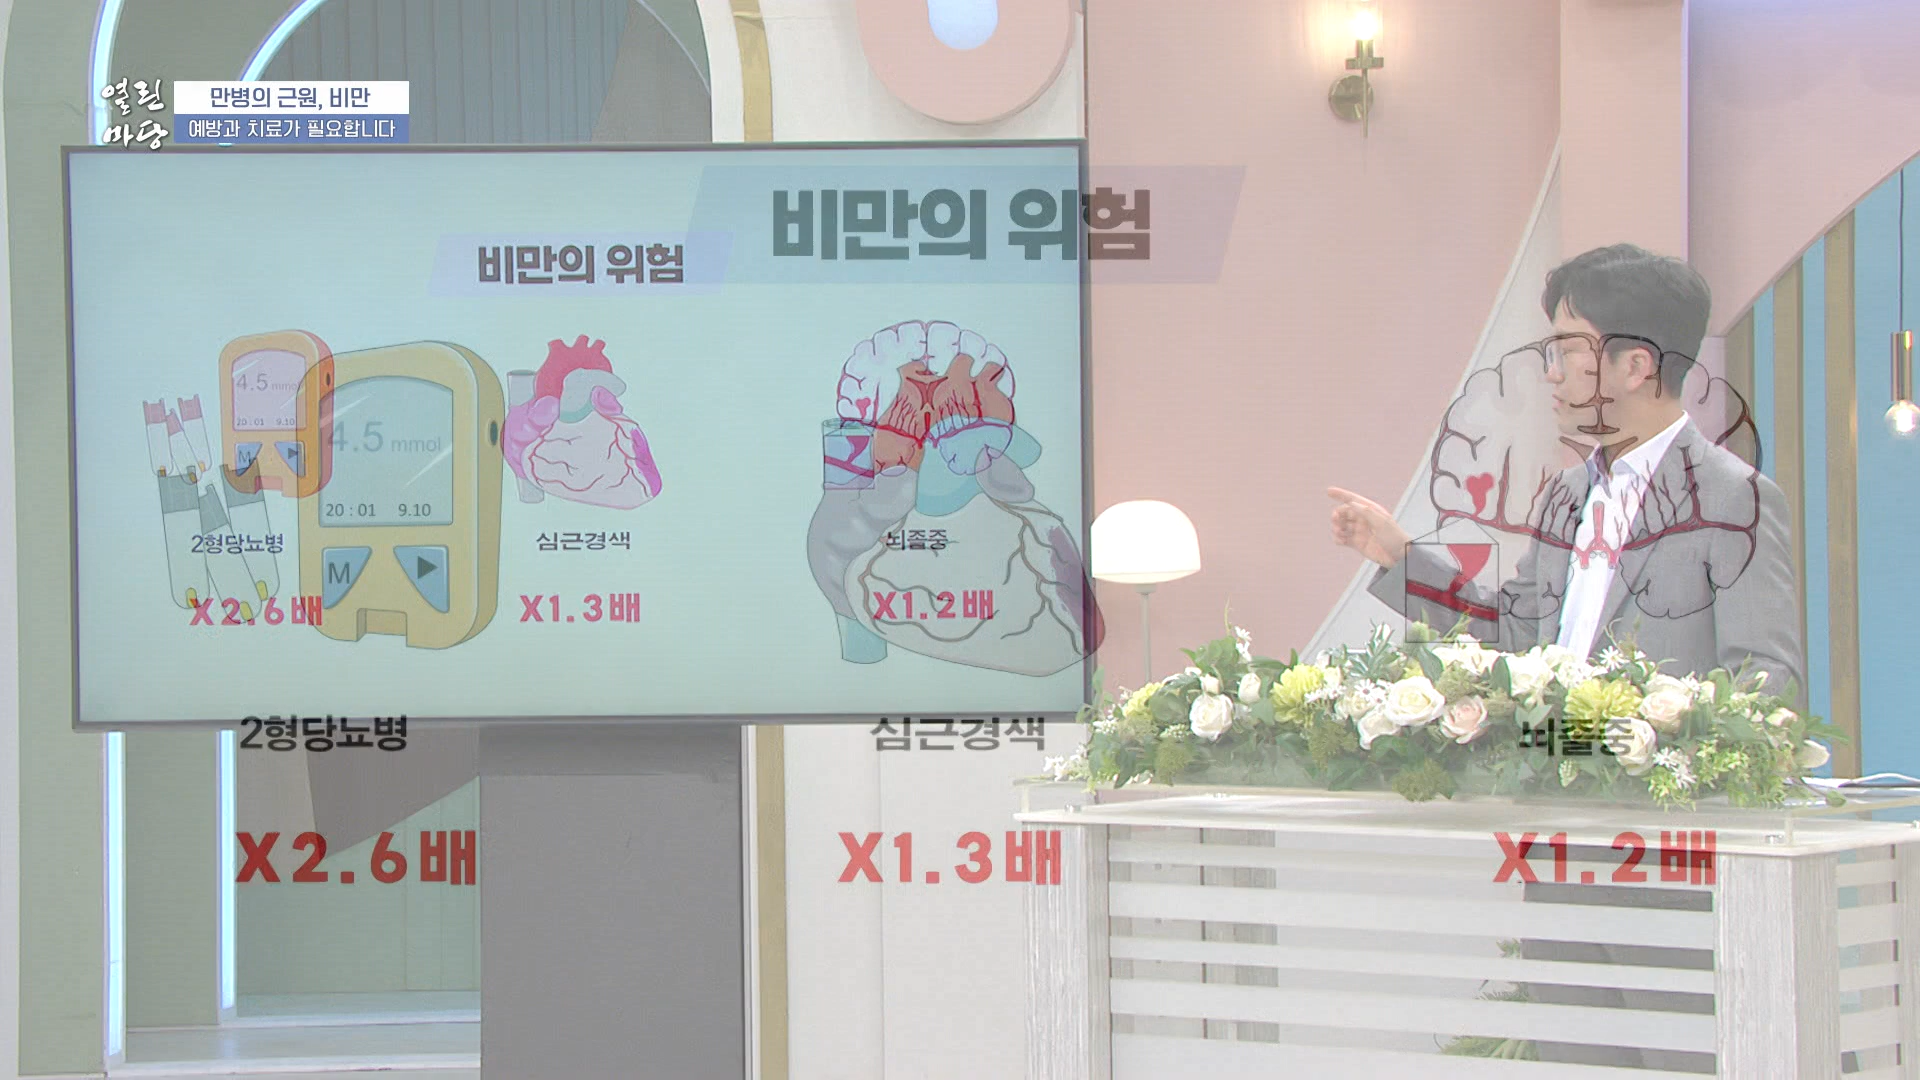 열린
마당
만병의 근원, 비만
예방과 치료가 필요합니다
비만의 위험
비만의 위험
4.5 mmol
20:01 9.10
M
2형당뇨병
심근경색
뇌졸중
X2.6배
X1.3배
X1.2배
4.5 mmol
20:01 9.10
M
2형당뇨병
심근경색
뇌졸중
X2.6배
X1.3배
X1.2배